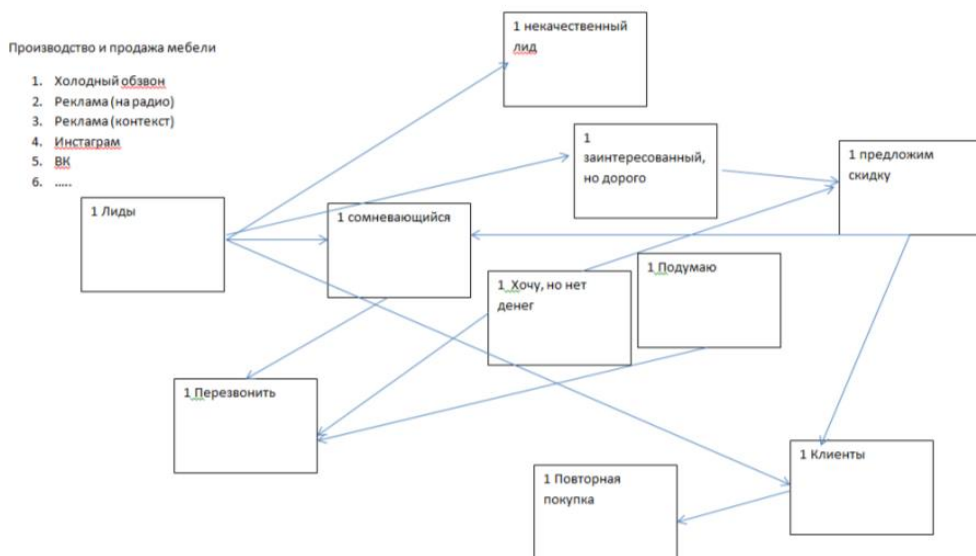 Производство и продажа мебели
1. Холодный обзвон
2. Реклама (на радио)
3. Реклама (контекст)
4. Инстаграм
5. ВК
6. .....
1 некачественный
лид
1
заинтересованный,
но дорого
1 предложим
скидку
1 Лиды
1 сомневающийся
1 Хочу, но нет
денег
1 Подумаю
1 Перезвонить
1 Клиенты
1 Повторная
покупка